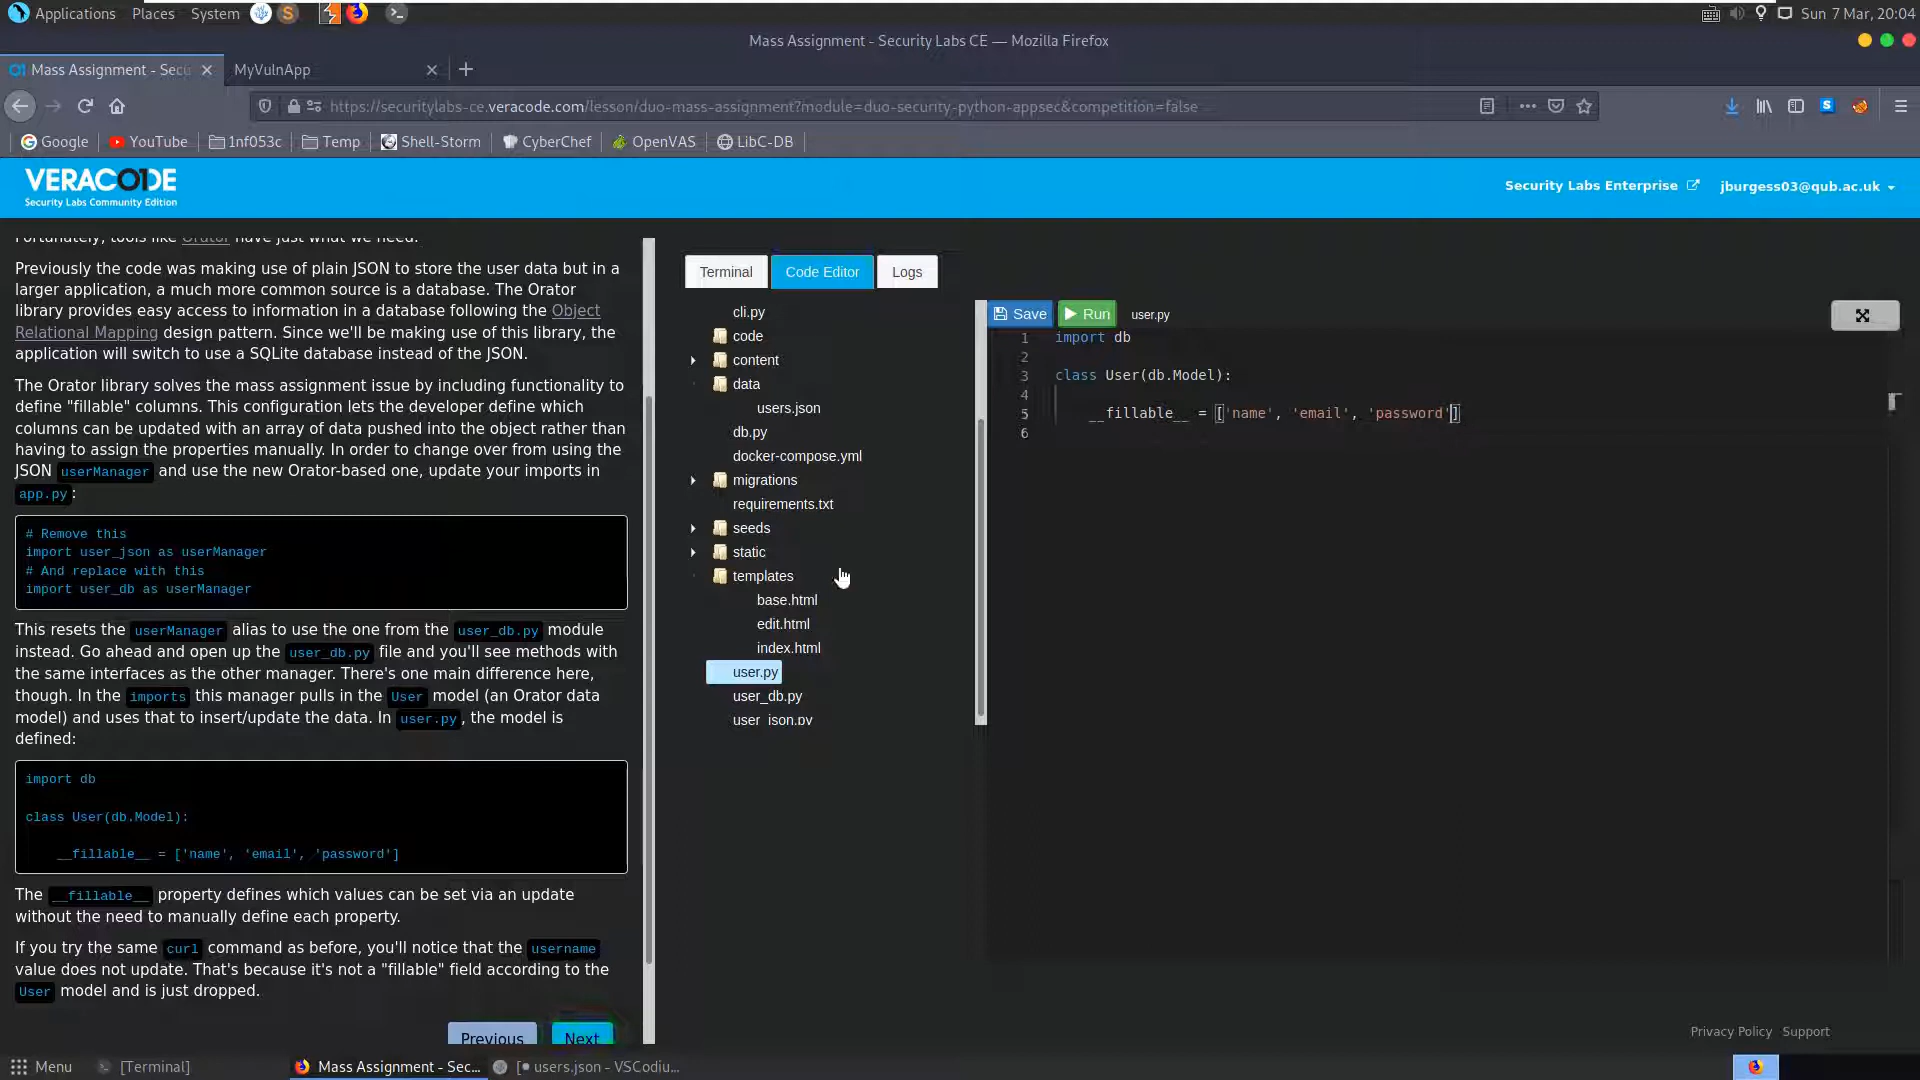 Applications Places System
Sun 7 Mar, 20:04
Mass Assignment - Security Labs CE — Mozilla Firefox
Mass Assignment - Secu
MyVulnApp
https://securitylabs-ce.veracode.com/lesson/duo-mass-assignment?module=duo-security-python-appsec&competition=false
Google YouTube 1nf053c Temp Shell-Storm CyberChef OpenVAS LibC-DB
VERACODE
Security Labs Community Edition
Security Labs Enterprise
jburgess03@qub.ac.uk
Fortunately, tools like Orator have just what we need.
Previously the code was making use of plain JSON to store the user data but in a
larger application, a much more common source is a database. The Orator
library provides easy access to information in a database following the Object
Relational Mapping design pattern. Since we'll be making use of this library, the
application will switch to use a SQLite database instead of the JSON.
The Orator library solves the mass assignment issue by including functionality to
define "fillable" columns. This configuration lets the developer define which
columns can be updated with an array of data pushed into the object rather than
having to assign the properties manually. In order to change over from using the
JSON userManager and use the new Orator-based one, update your imports in
app.py:
# Remove this
import user_json as userManager
# And replace with this
import user_db as userManager
This resets the userManager alias to use the one from the user_db.py module
instead. Go ahead and open up the user_db.py file and you'll see methods with
the same interfaces as the other manager. There's one main difference here,
though. In the imports this manager pulls in the User model (an Orator data
model) and uses that to insert/update the data. In user.py, the model is
defined:
import db
class User(db.Model):
__fillable__ = ['name', 'email', 'password']
The __fillable__ property defines which values can be set via an update
without the need to manually define each property.
If you try the same curl command as before, you'll notice that the username
value does not update. That's because it's not a "fillable" field according to the
User model and is just dropped.
Previous
Next
Terminal
Code Editor
Logs
cli.py
code
content
data
users.json
db.py
docker-compose.yml
migrations
requirements.txt
seeds
static
templates
base.html
edit.html
index.html
user.py
user_db.py
user_json.py
Save
Run
user.py
1 import db
2
3 class User(db.Model):
4
5 __fillable__ = ['name', 'email', 'password']
6
Privacy Policy Support
Menu
[Terminal]
Mass Assignment - Sec...
[● users.json - VSCodiu...